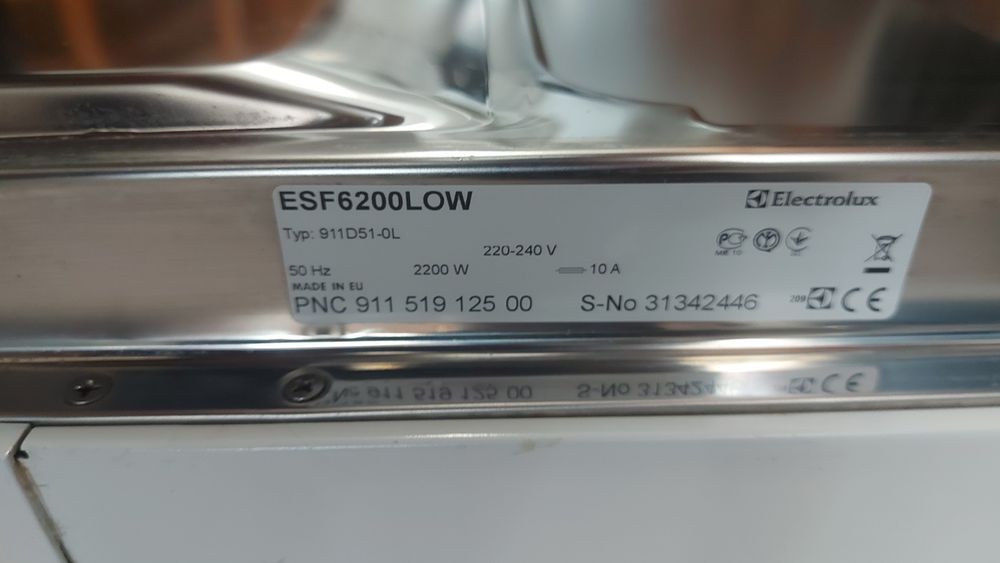 ESF6200LOW
Electrolux
Typ: 911D51-0L
220-240 V
50 Hz 2200 W 10 A
MADE IN EU
PNC 911 519 125 00 S-No 31342446 209 CE